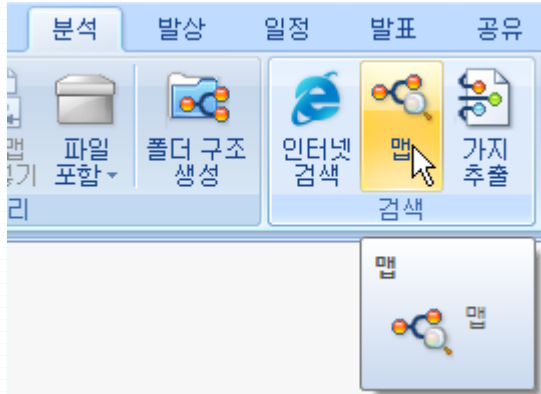 분석 발상 일정 발표 공유
맵 파일 폴더 구조 인터넷 맵 가지
포함 생성 검색 추출
검색
맵
맵